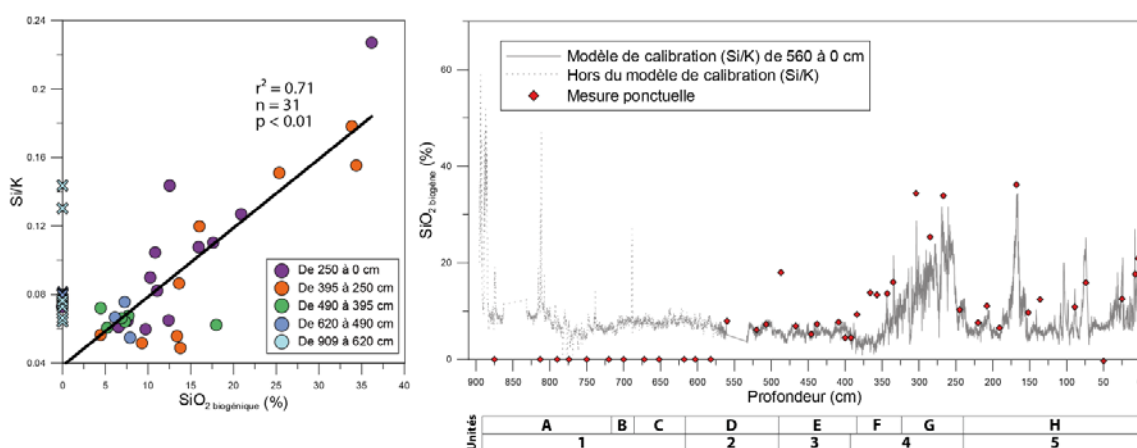 0.24
0.2
0.16
0.12
0.08
0.04
Si/K
r² = 0.71
n = 31
p < 0.01
De 250 à 0 cm
De 395 à 250 cm
De 490 à 395 cm
De 620 à 490 cm
De 909 à 620 cm
0 5 10 15 20 25 30 35 40
SiO2 biogénique (%)
60
40
20
0
SiO2 biogène (%)
Modèle de calibration (Si/K) de 560 à 0 cm
Hors du modèle de calibration (Si/K)
Mesure ponctuelle
900 850 800 750 700 650 600 550 500 450 400 350 300 250 200 150 100 50
Profondeur (cm)
Unités
A B C D E F G H
1 2 3 4 5